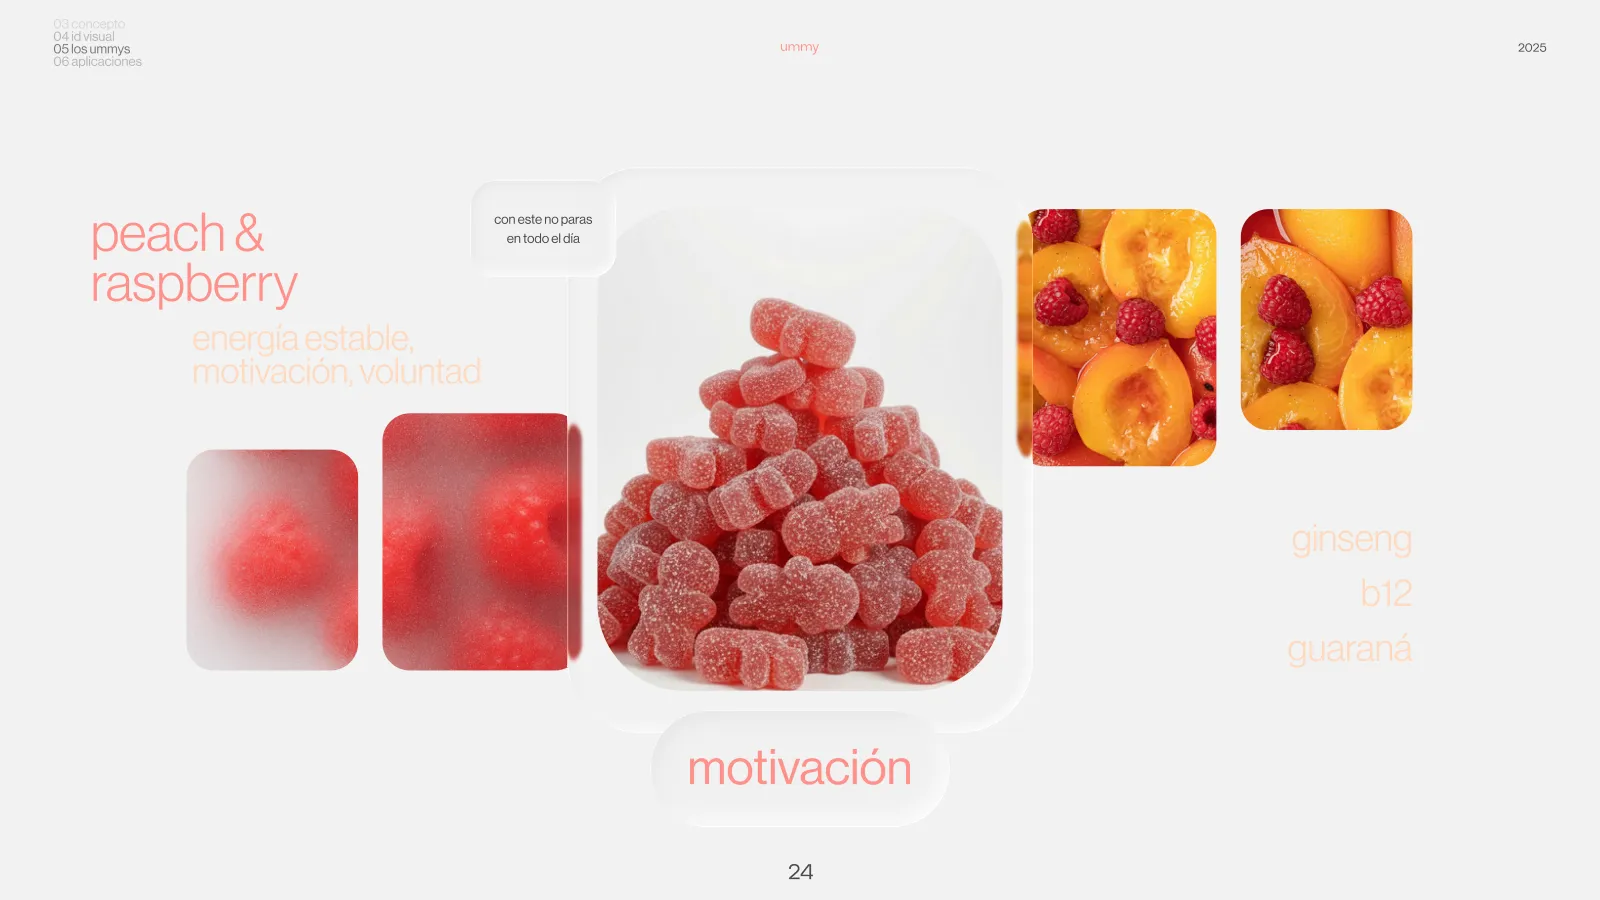 03 concepto
04 id visual
05 los ummys
06 aplicaciones
ummy
2025
peach &
raspberry
energía estable,
motivación, voluntad
con este no paras
en todo el día
ginseng
b12
guaraná
motivación
24